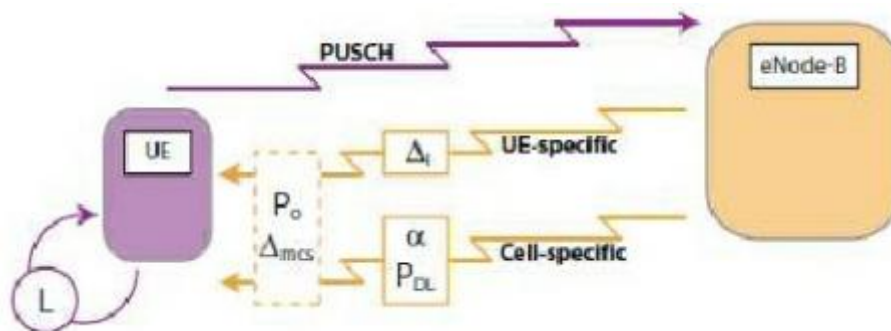 PUSCH
eNode-B
UE
Δi
UE-specific
Po
Δmcs
α
PDL
Cell-specific
L